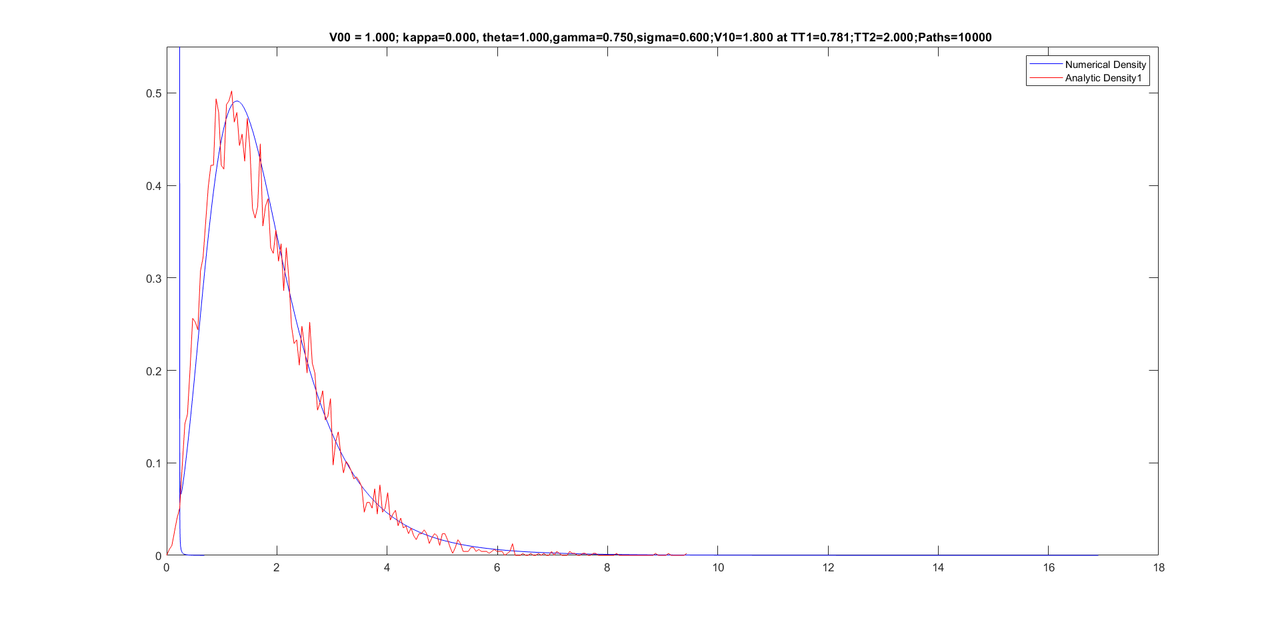 V00 = 1.000; kappa=0.000, theta=1.000,gamma=0.750,sigma=0.600;V10=1.800 at TT1=0.781;TT2=2.000;Paths=10000
Numerical Density
Analytic Density1
0.5
0.4
0.3
0.2
0.1
0
0 2 4 6 8 10 12 14 16 18